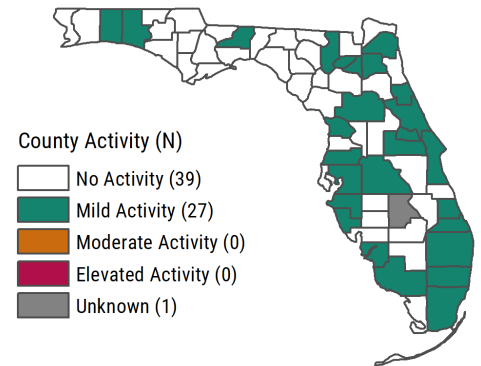 County Activity (N)
No Activity (39)
Mild Activity (27)
Moderate Activity (0)
Elevated Activity (0)
Unknown (1)